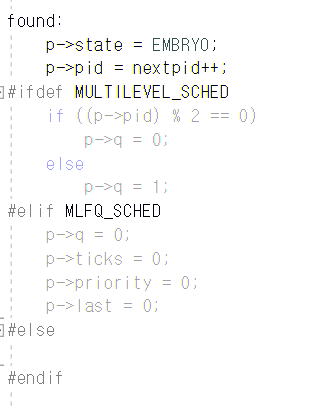 found:
    p->state = EMBRYO;
    p->pid = nextpid++;
#ifdef MULTILEVEL_SCHED
    if ((p->pid) % 2 == 0)
        p->q = 0;
    else
        p->q = 1;
#elif MLFQ_SCHED
    p->q = 0;
    p->ticks = 0;
    p->priority = 0;
    p->last = 0;
#else
#endif